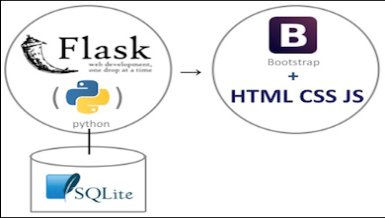 Flask
web development,
one drop at a time
( )
python
SQLite
→
B
Bootstrap
+
HTML CSS JS